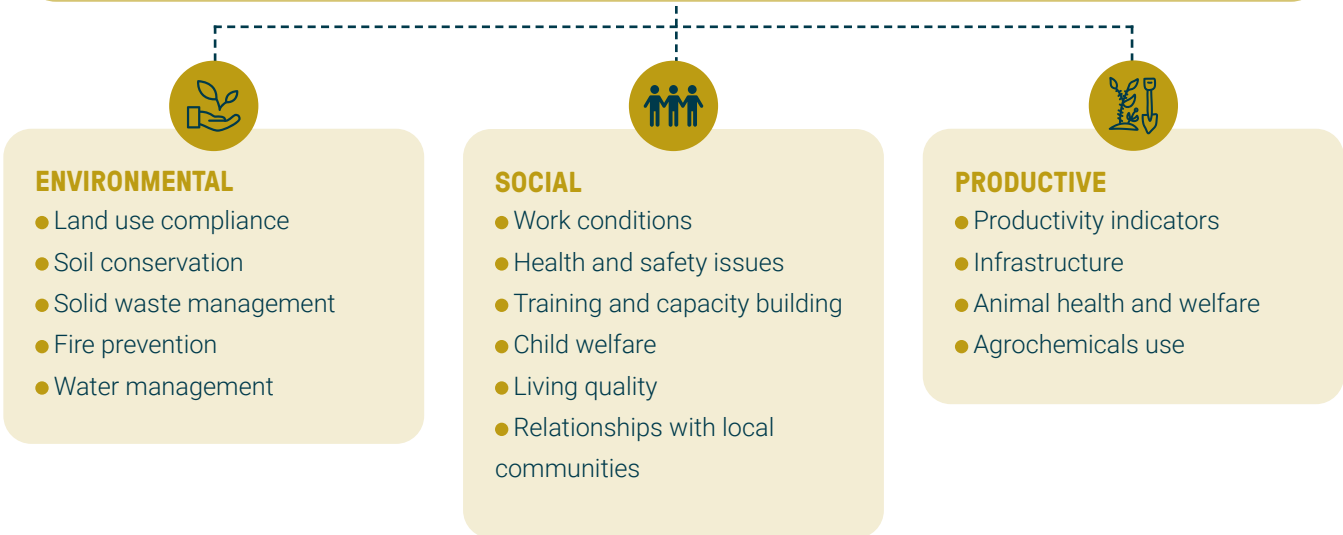 ENVIRONMENTAL
● Land use compliance
● Soil conservation
● Solid waste management
● Fire prevention
● Water management
SOCIAL
● Work conditions
● Health and safety issues
● Training and capacity building
● Child welfare
● Living quality
● Relationships with local
communities
PRODUCTIVE
● Productivity indicators
● Infrastructure
● Animal health and welfare
● Agrochemicals use